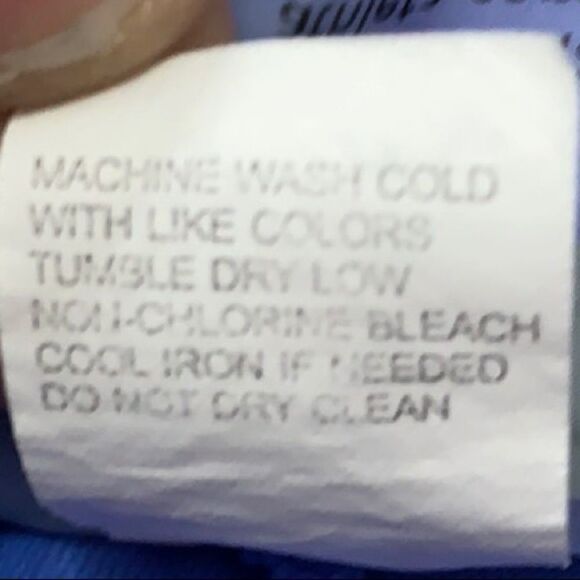 MACHINE WASH COLD
WITH LIKE COLORS
TUMBLE DRY LOW
NON-CHLORINE BLEACH
COOL IRON IF NEEDED
DO NOT DRY CLEAN